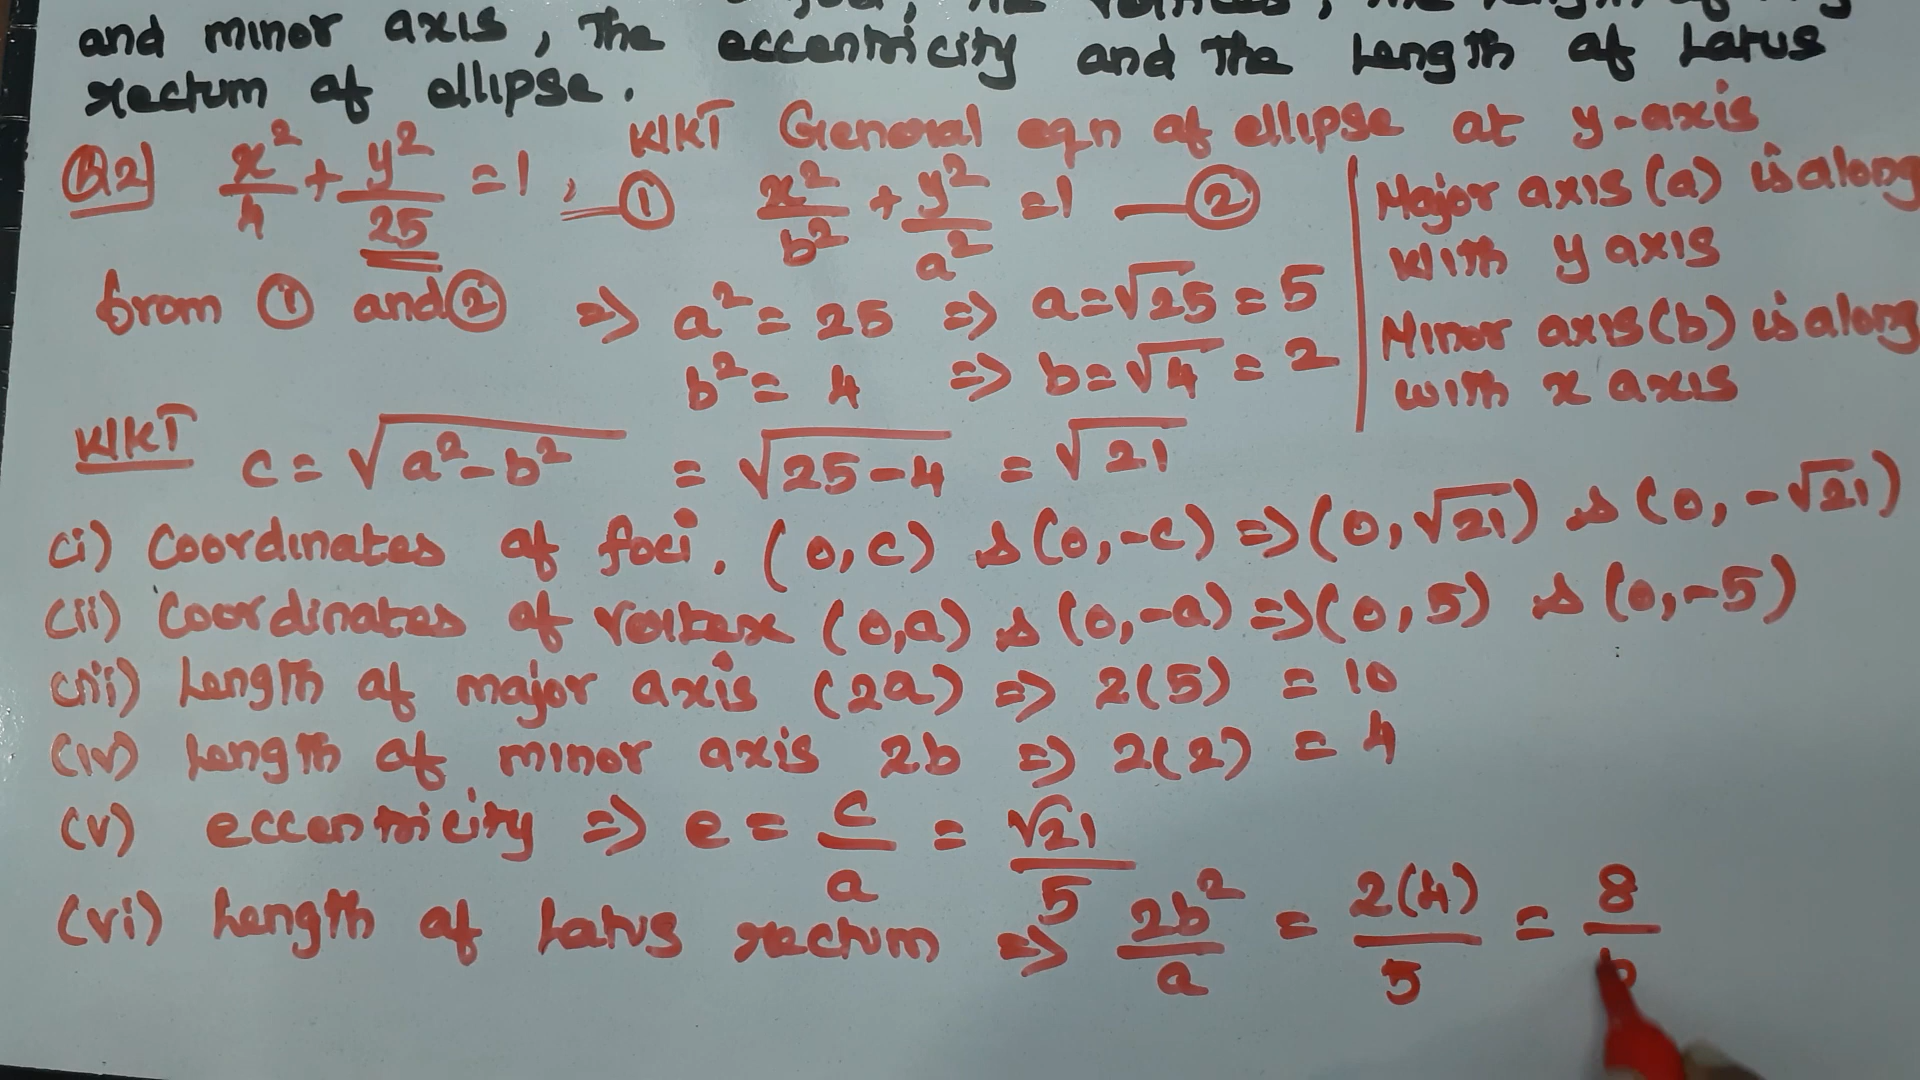 and minor axis, The eccentricity and The Length of Latus
rectum of ellipse.
Q2) x²/4 + y²/25 = 1, —① WKT General eqn of ellipse at y-axis
x²/b² + y²/a² = 1 —②
Major axis (a) is along
with y axis
Minor axis (b) is along
with x axis
from ① and ② ⇒ a² = 25 ⇒ a = √25 = 5
b² = 4 ⇒ b = √4 = 2
WKT c = √(a²-b²) = √(25-4) = √21
(i) Coordinates of foci. (0,c) & (0,-c) ⇒ (0,√21) & (0,-√21)
(ii) Coordinates of vertex (0,a) & (0,-a) ⇒ (0,5) & (0,-5)
(iii) Length of major axis (2a) ⇒ 2(5) = 10
(iv) Length of minor axis 2b ⇒ 2(2) = 4
(v) eccentricity ⇒ e = c/a = √21/5
(vi) Length of Latus rectum ⇒ 2b²/a = 2(4)/5 = 8/